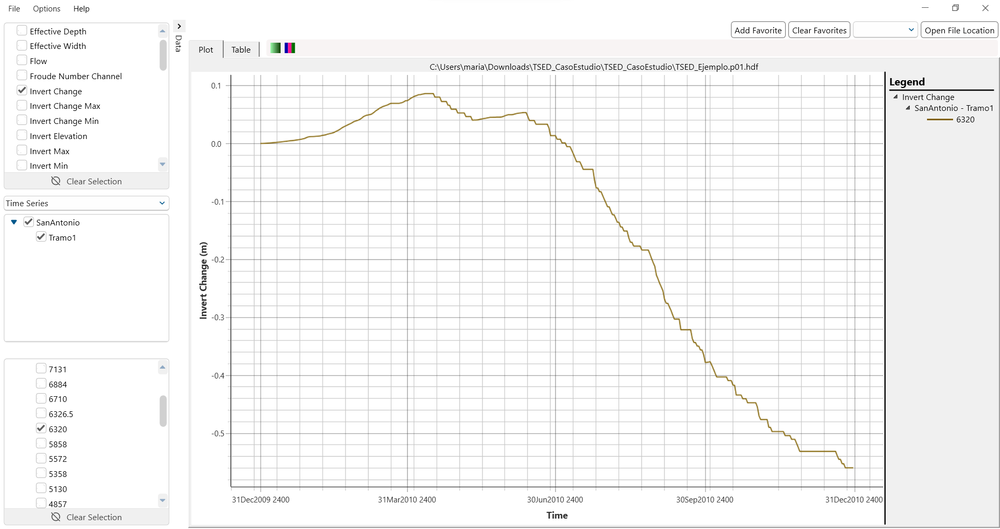 File Options Help
Effective Depth
Effective Width
Flow
Froude Number Channel
Invert Change
Invert Change Max
Invert Change Min
Invert Elevation
Invert Max
Invert Min
Clear Selection
Time Series
SanAntonio
Tramo1
7131
6884
6710
6326.5
6320
5858
5572
5358
5130
4857
Clear Selection
Data
Add Favorite Clear Favorites Open File Location
Plot Table
C:\Users\maria\Downloads\TSED_CasoEstudio\TSED_CasoEstudio\TSED_Ejemplo.p01.hdf
Invert Change (m)
0.1
0.0
-0.1
-0.2
-0.3
-0.4
-0.5
31Dec2009 2400 31Mar2010 2400 30Jun2010 2400 30Sep2010 2400 31Dec2010 2400
Time
Legend
Invert Change
SanAntonio - Tramo1
6320